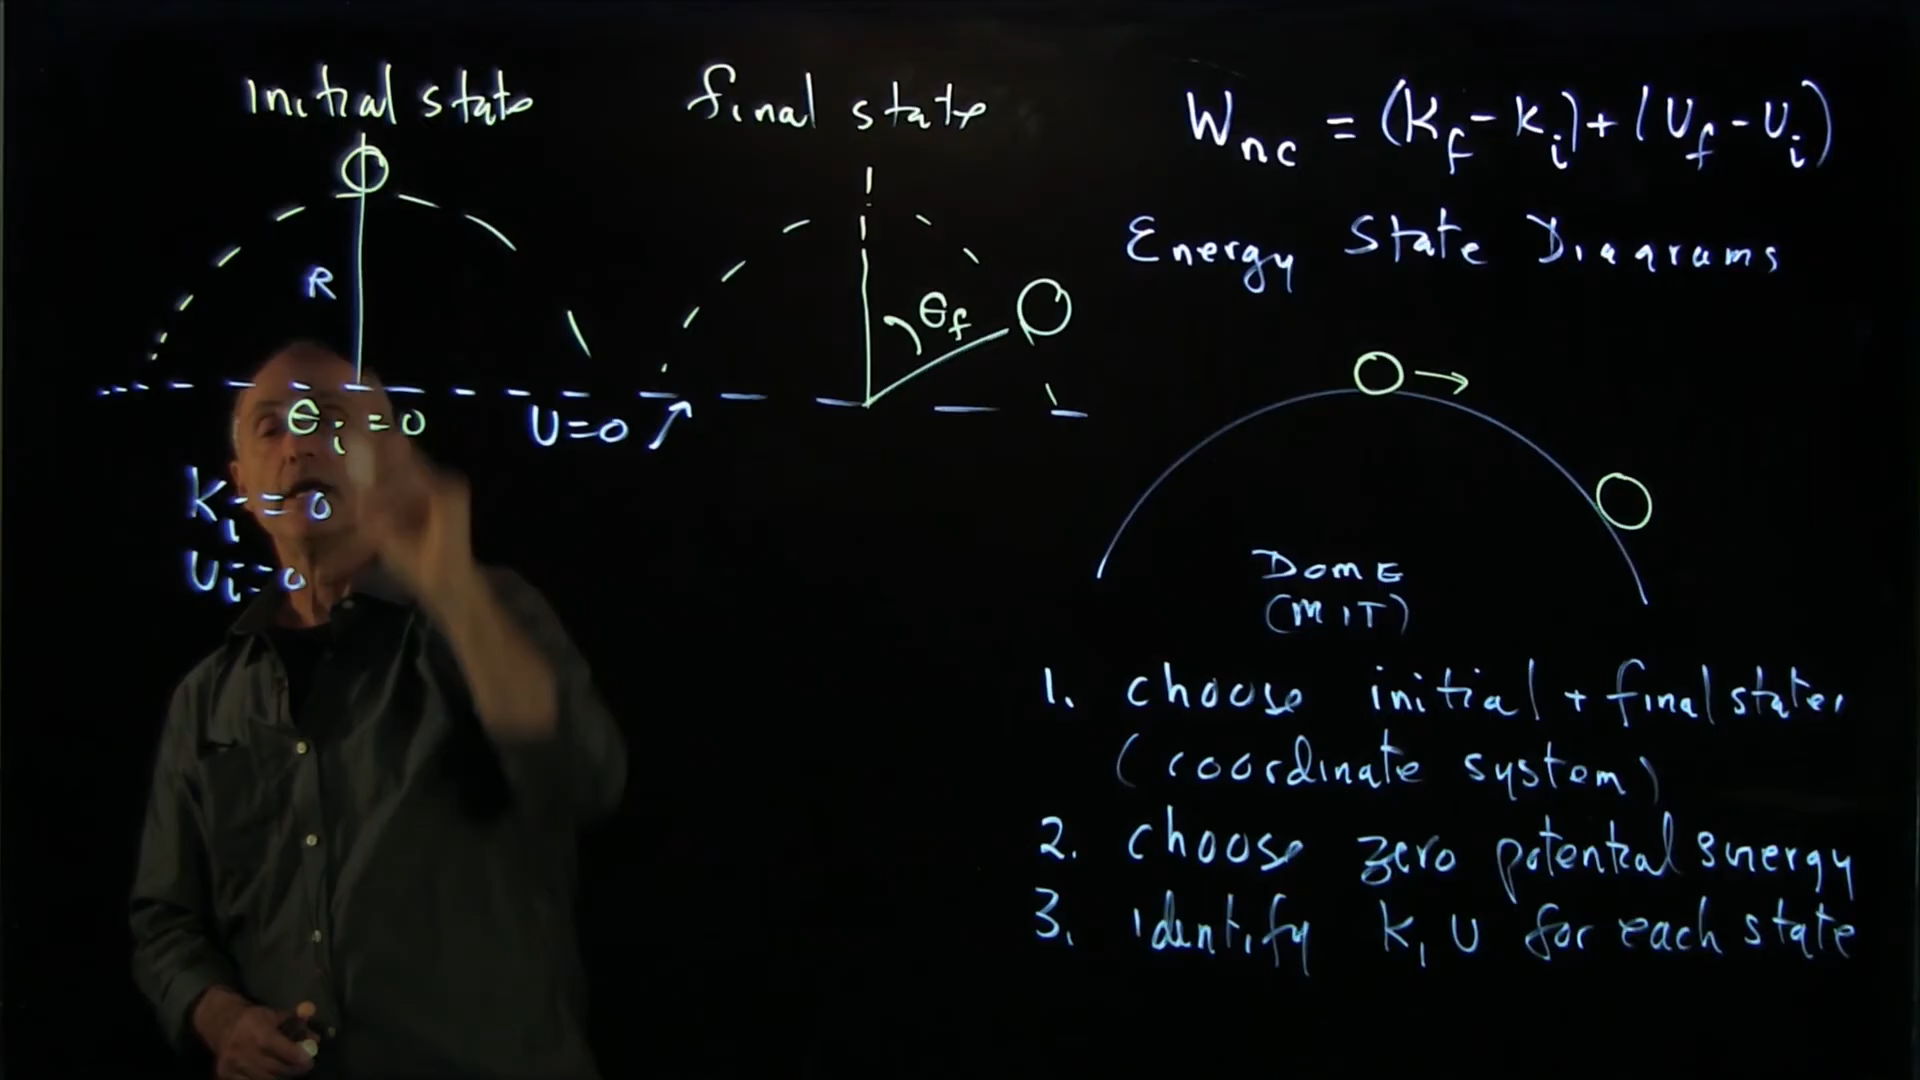 Initial state
R
θi = 0
U=0
Ki = 0
Ui=0
final state
θf
Wnc = (Kf - Ki) + (Uf - Ui)
Energy State Diagrams
DOME
(MIT)
1. choose initial + final states
(coordinate system)
2. choose zero potential energy
3. identify K, U for each state